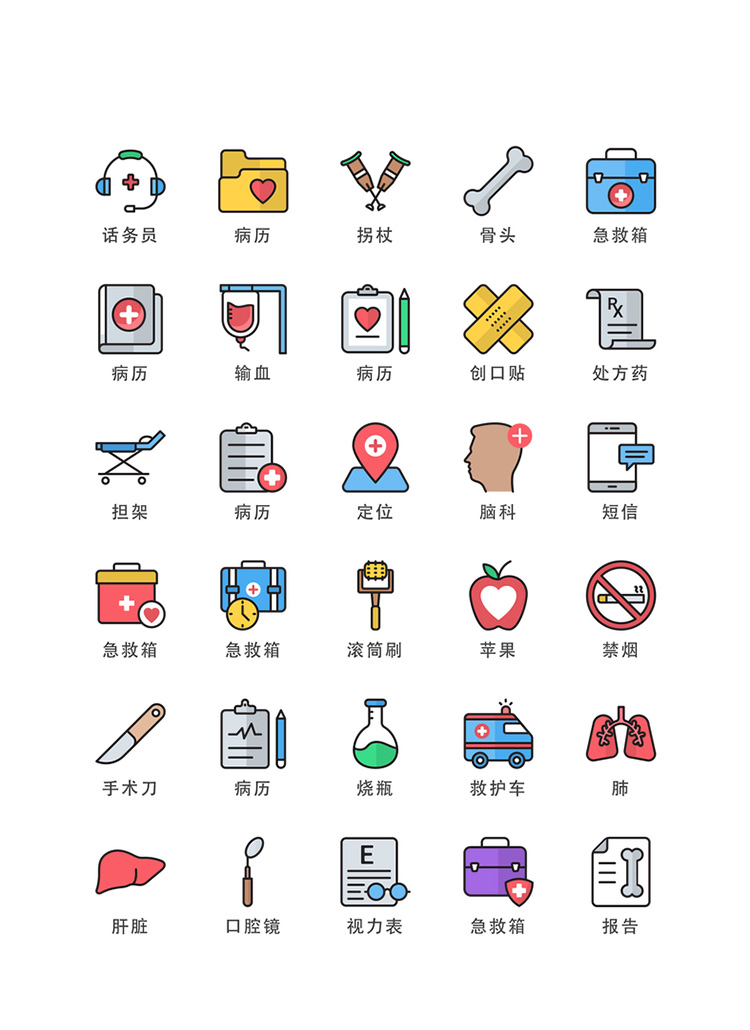 话务员 病历 拐杖 骨头 急救箱
病历 输血 病历 创口贴 处方药
RX
担架 病历 定位 脑科 短信
急救箱 急救箱 滚筒刷 苹果 禁烟
手术刀 病历 烧瓶 救护车 肺
E
肝脏 口腔镜 视力表 急救箱 报告